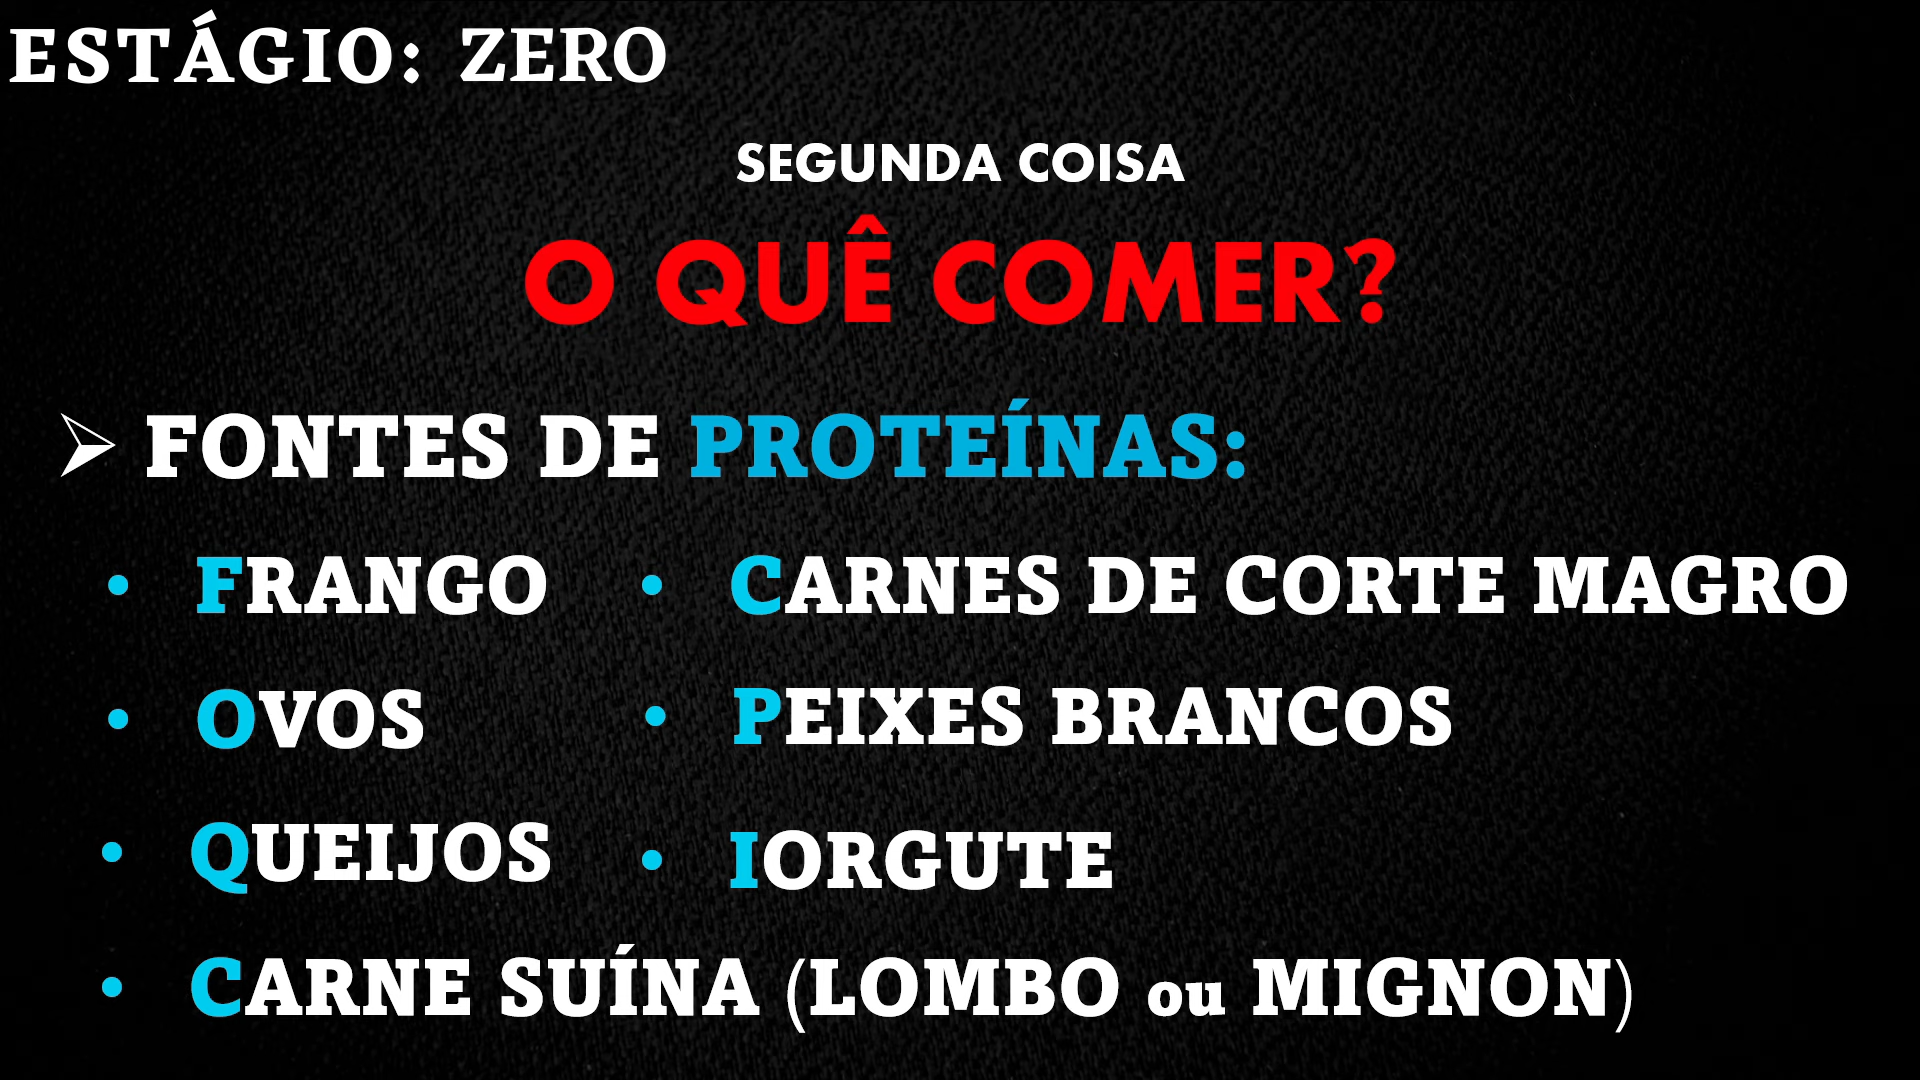 ESTÁGIO: ZERO
SEGUNDA COISA
O QUÊ COMER?
➢ FONTES DE PROTEÍNAS:
• FRANGO
• CARNES DE CORTE MAGRO
• OVOS
• PEIXES BRANCOS
• QUEIJOS
• IORGUTE
• CARNE SUÍNA (LOMBO ou MIGNON)